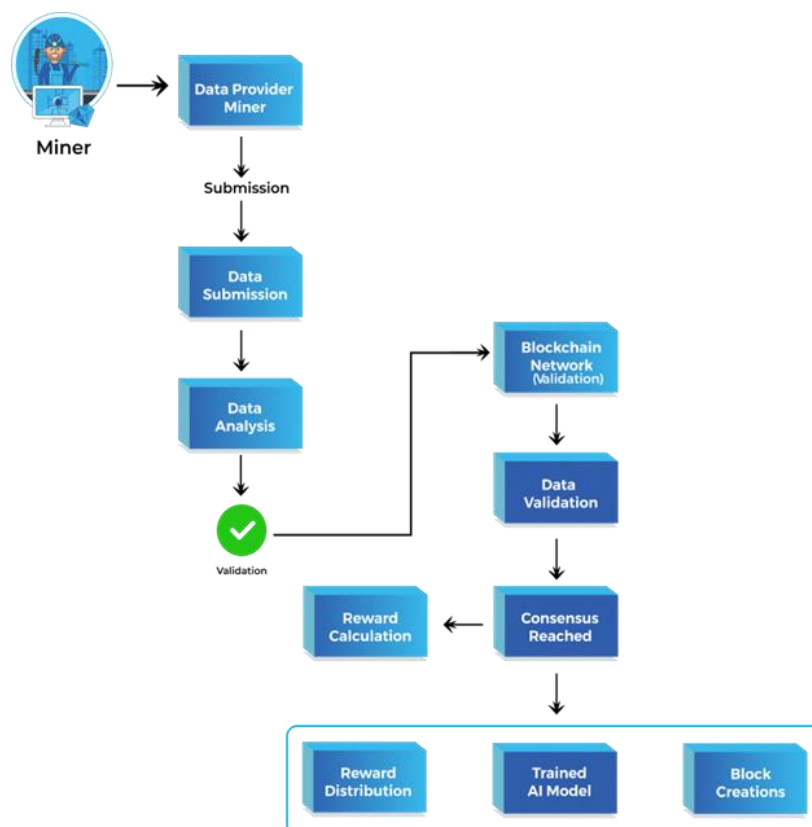 Miner
Data Provider
Miner
Submission
Data
Submission
Data
Analysis
Validation
Blockchain
Network
(Validation)
Data
Validation
Consensus
Reached
Reward
Calculation
Reward
Distribution
Trained
AI Model
Block
Creations